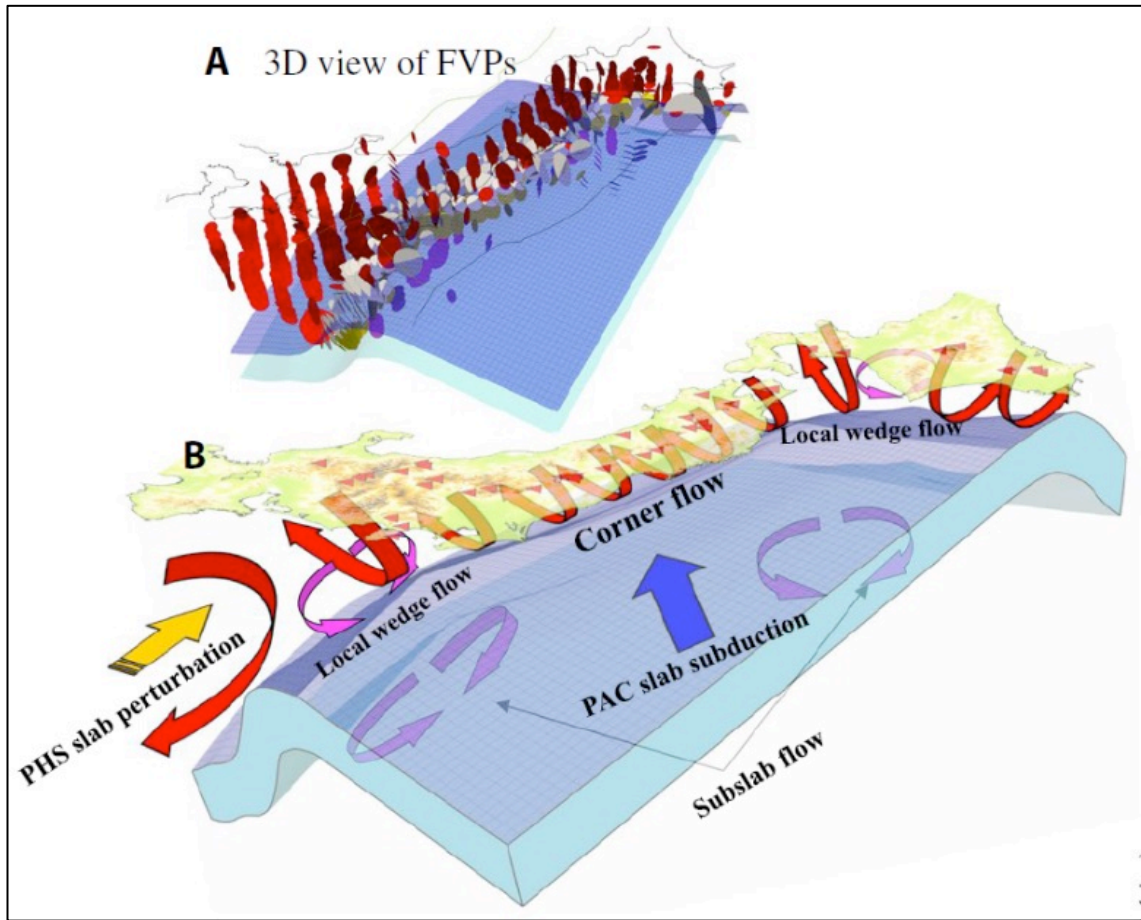 A 3D view of FVPs
B
Local wedge flow
Corner flow
Local wedge flow
PHS slab perturbation
PAC slab subduction
Subslab flow